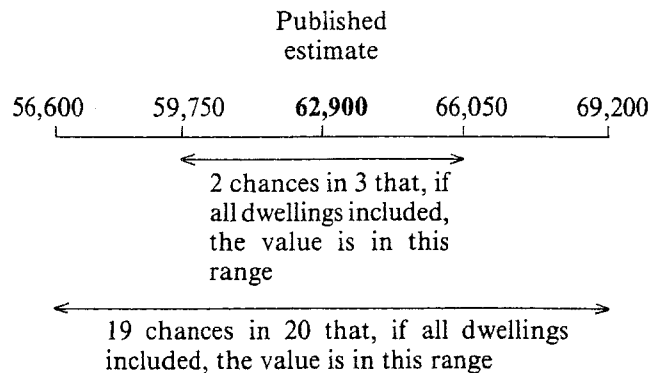 Published
estimate
56,600 59,750 62,900 66,050 69,200
2 chances in 3 that, if
all dwellings included,
the value is in this
range
19 chances in 20 that, if all dwellings
included, the value is in this range